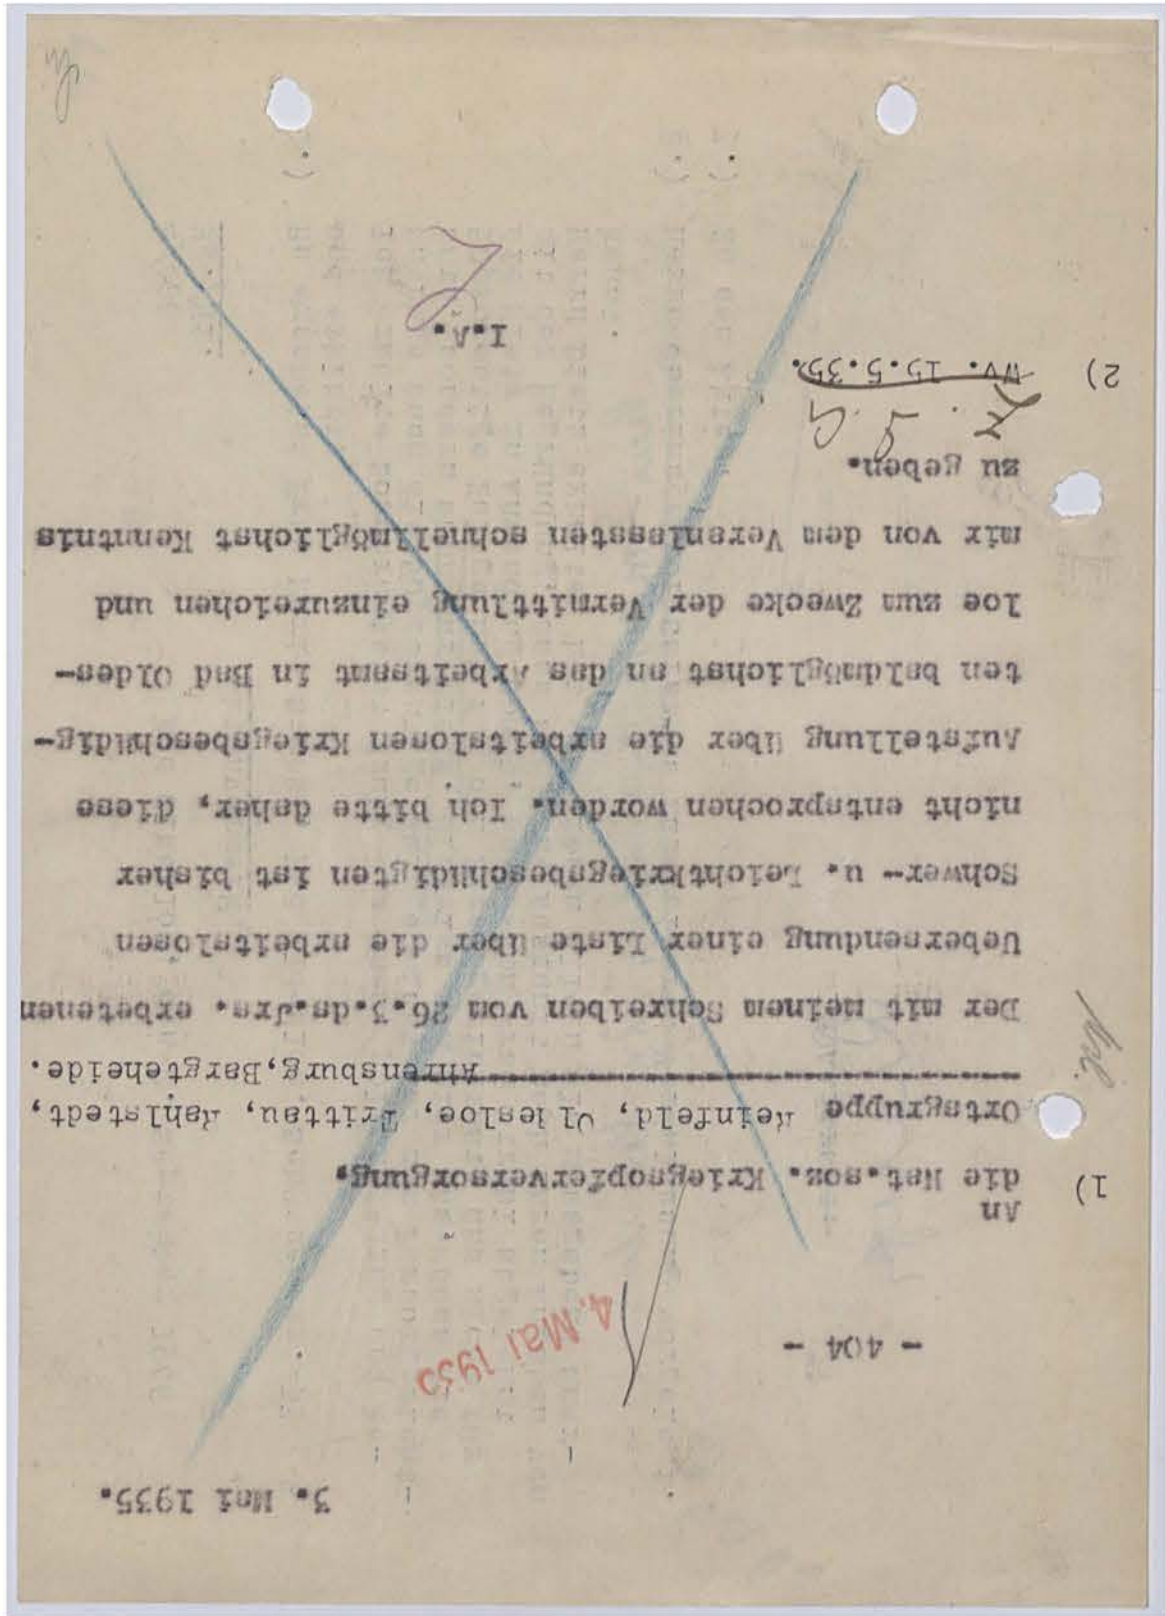 3. Mai 1935.
- 404 -
4. Mai 1935
An
1) die Nat.soz. Kriegsopferversorgung.
Ortsgruppe Reinfeld, Oldesloe, Trittau, Rahlstedt,
Ahrensburg,Bargteheide.
Der mit meinem Schreiben vom 26.3.ds.Jrs. erbetenen
Uebersendung einer Liste über die arbeitslosen
Schwer- u. Leichtkriegsbeschädigten ist bisher
nicht entsprochen worden. Ich bitte daher, diese
Aufstellung über die arbeitslosen Kriegsbeschädig-
ten baldmöglichst an das Arbeitsamt in Bad Oldes-
loe zum Zwecke der Vermittlung einzureichen und
mir von dem Veranlassten schnellmöglichst Kenntnis
zu geben.
2) Wv. 15.5.35.
I.A.